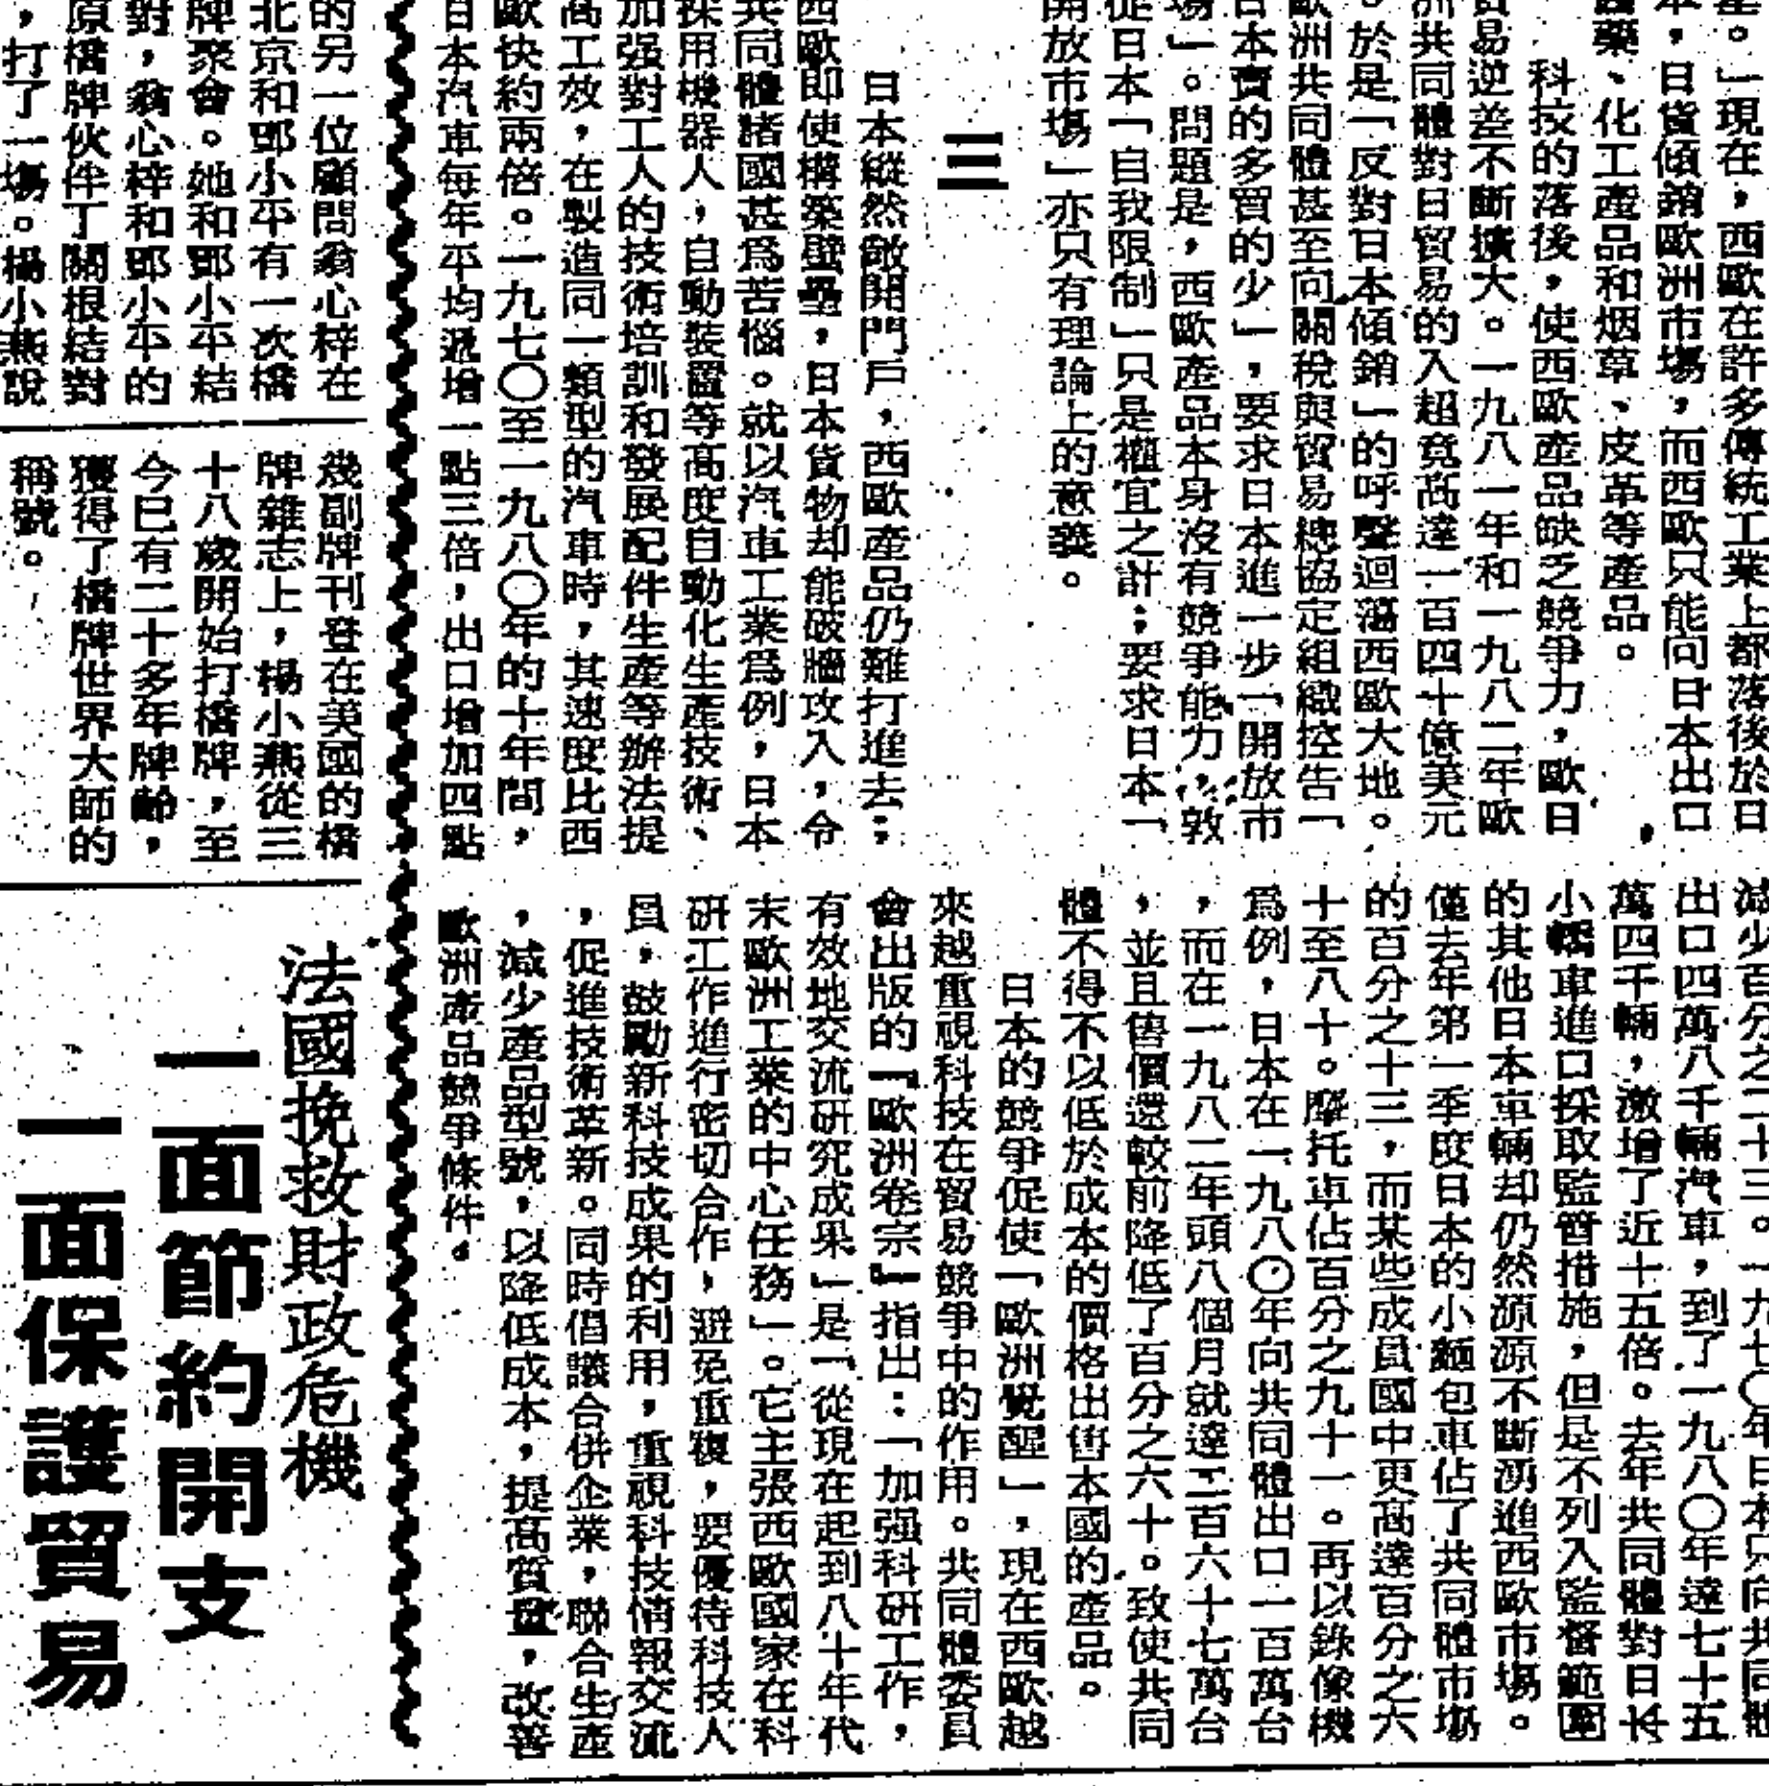 產。」現在，西歐在許多傳統工業上都落後於日
本，日貨傾銷歐洲市場，而西歐只能向日本出口
醫藥、化工產品和烟草、皮革等產品。
科技的落後，使西歐產品缺乏競爭力，歐日
貿易逆差不斷擴大。一九八一年和一九八二年歐
洲共同體對日貿易的入超竟高達一百四十億美元
。於是「反對日本傾銷」的呼聲迴蕩西歐大地。
歐洲共同體甚至向關稅與貿易總協定組織控告「
日本賣的多買的少」，要求日本進一步「開放市
場」。問題是，西歐產品本身沒有競爭能力，敦
從日本「自我限制」只是權宜之計；要求日本「
開放市場」亦只有理論上的意義。
三
日本縱然敞開門戶，西歐產品仍難打進去；
西歐即使構築壁壘，日本貨物却能破牆攻入，令
共同體諸國甚爲苦惱。就以汽車工業爲例，日本
採用機器人，自動裝置等高度自動化生產技術、
加强對工人的技術培訓和發展配件生產等辦法提
高工效，在製造同一類型的汽車時，其速度比西
歐快約兩倍。一九七〇至一九八〇年的十年間，
日本汽車每年平均遞增一點三倍，出口增加四點
減少百分之二十三。一九七〇年日本只向共同體
出口四萬八千輛汽車，到了一九八〇年達七十五
萬四千輛，激增了近十五倍。去年共同體對日本
小轎車進口採取監督措施，但是不列入監督範圍
的其他日本車輛却仍然源源不斷湧進西歐市場。
僅去年第一季度日本的小麵包車佔了共同體市場
的百分之十三，而某些成員國中更高達百分之六
十至八十。摩托車佔百分之九十一。再以錄像機
爲例，日本在一九八〇年向共同體出口一百萬台
，而在一九八二年頭八個月就達二百六十七萬台
，並且售價還較前降低了百分之六十。致使共同
體不得不以低於成本的價格出售本國的產品。
日本的競爭促使「歐洲覺醒」，現在西歐越
來越重視科技在貿易競爭中的作用。共同體委員
會出版的『歐洲卷宗』指出：「加强科研工作，
有效地交流研究成果」是「從現在起到八十年代
末歐洲工業的中心任務」。它主張西歐國家在科
研工作進行密切合作，避免重複，要優待科技人
員，鼓勵新科技成果的利用，重視科技情報交流
，促進技術革新。同時倡議合併企業，聯合生產
，減少產品型號，以降低成本，提高質量，改善
歐洲產品競爭條件。
的另一位顧問翁心梓在
北京和鄧小平有一次橋
牌聚會。她和鄧小平結
對，翁心梓和鄧小平的
原橋牌伙伴丁關根結對
，打了一場。楊小燕說
幾副牌刊登在美國的橋
牌雜志上，楊小燕從三
十八歲開始打橋牌，至
今已有二十多年牌齡，
獲得了橋牌世界大師的
稱號。
法國挽救財政危機
一面節約開支
一面保護貿易